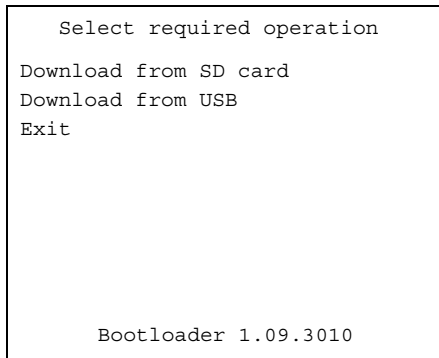 Select required operation
Download from SD card
Download from USB
Exit
Bootloader 1.09.3010